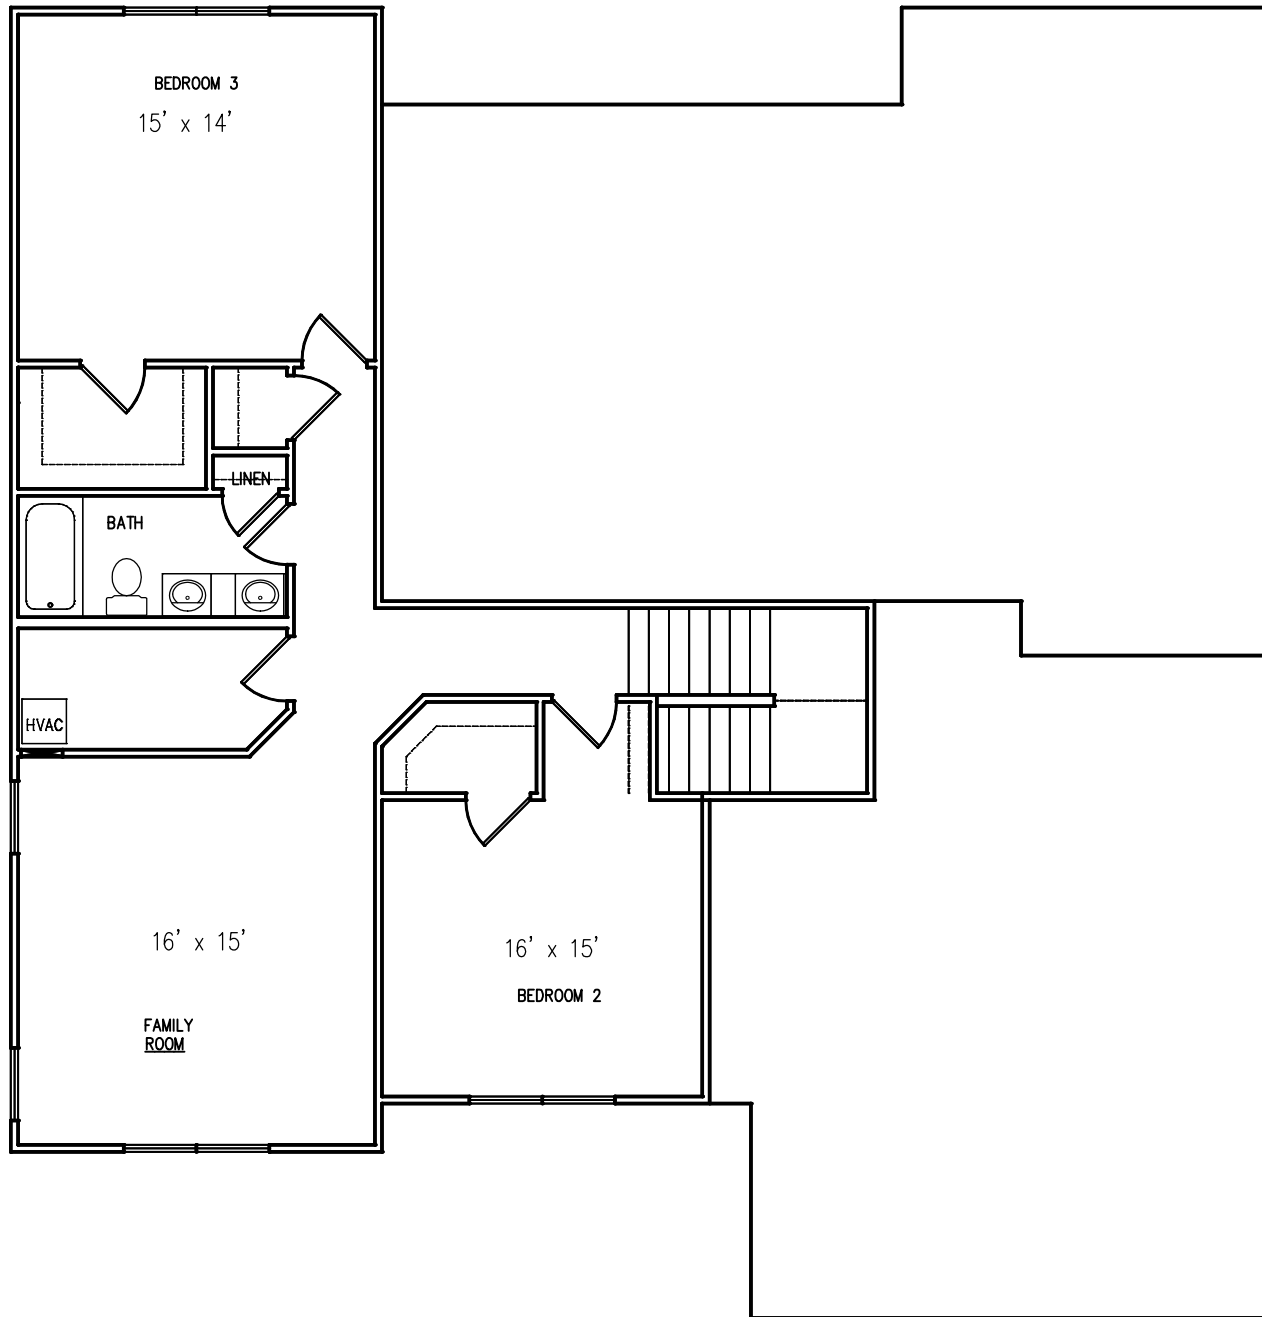 BEDROOM 3
15' x 14'
LINEN
BATH
HVAC
16' x 15'
FAMILY
ROOM
16' x 15'
BEDROOM 2